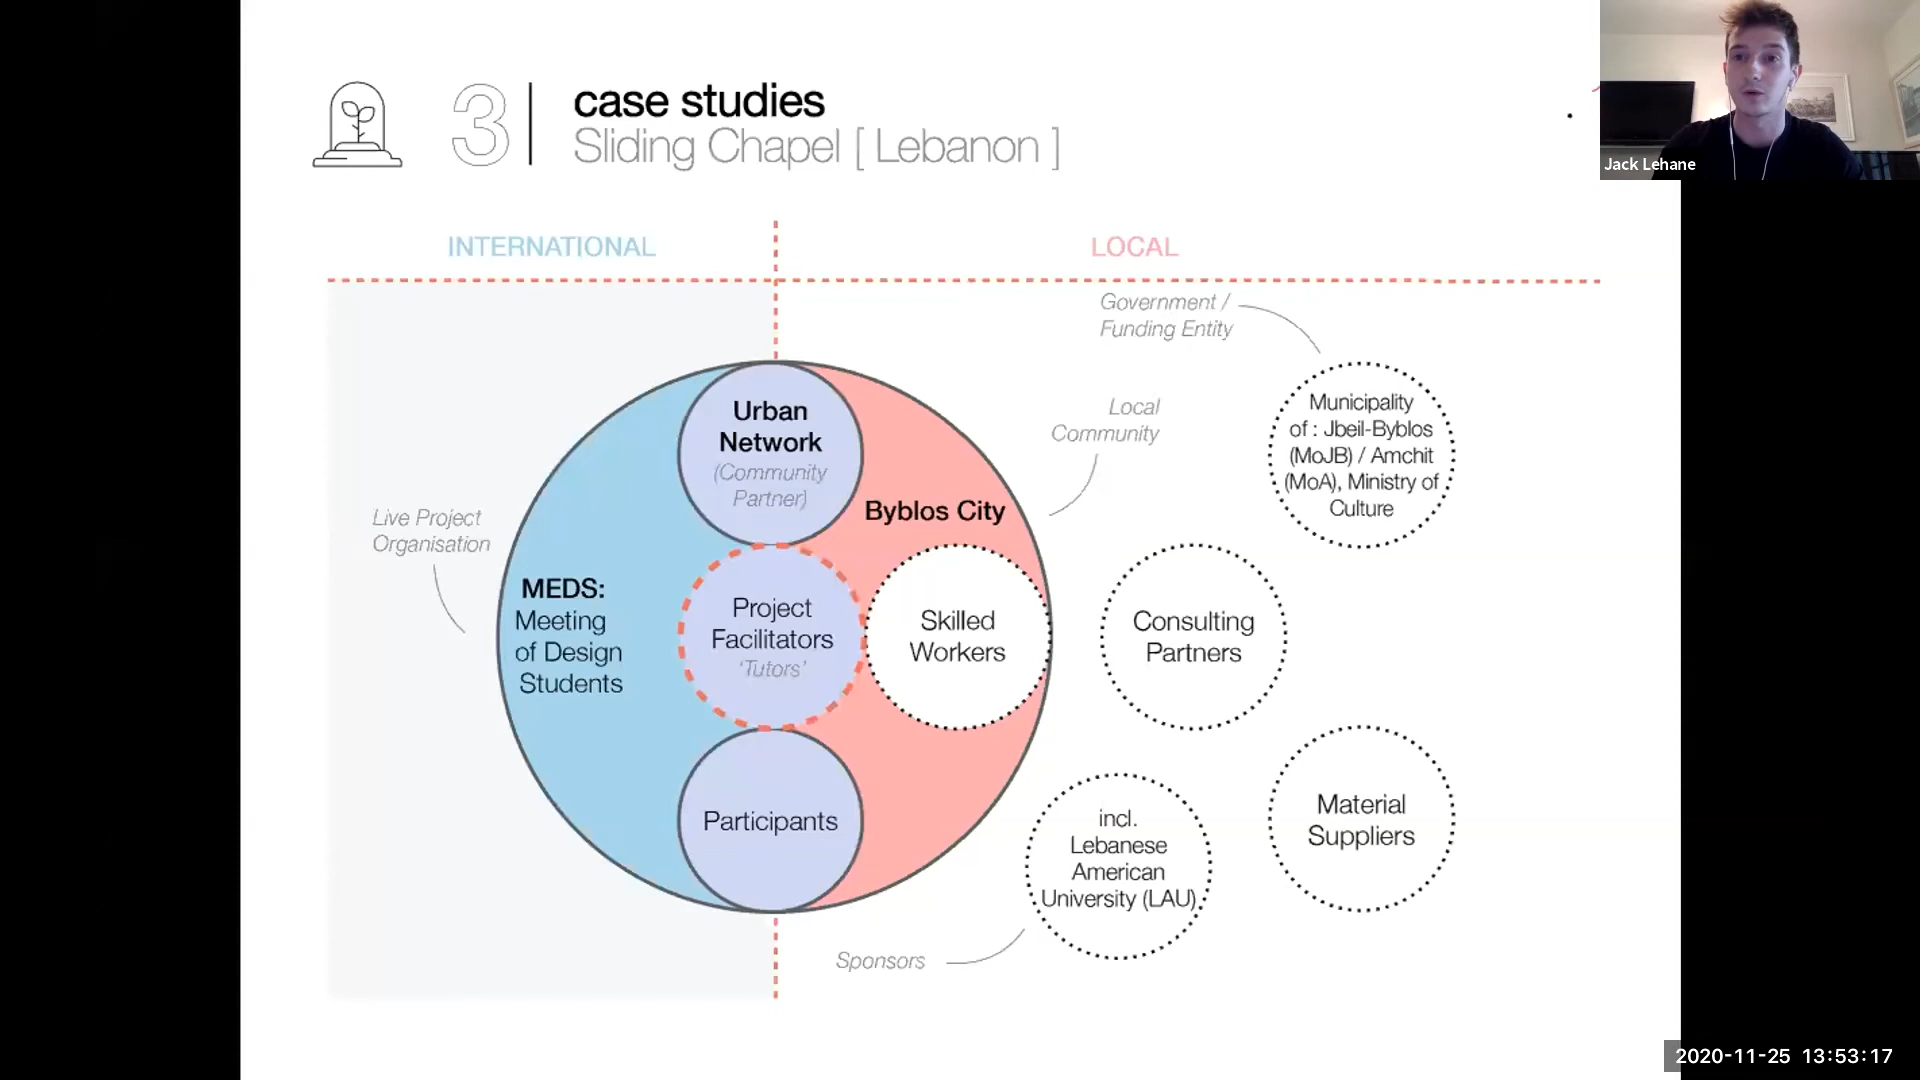 3
case studies
Sliding Chapel [ Lebanon ]
Jack Lehane
INTERNATIONAL
LOCAL
Government /
Funding Entity
Municipality
of : Jbeil-Byblos
(MoJB) / Amchit
(MoA), Ministry of
Culture
Local
Community
Urban
Network
(Community
Partner)
Byblos City
Live Project
Organisation
MEDS:
Meeting
of Design
Students
Project
Facilitators
'Tutors'
Skilled
Workers
Consulting
Partners
Participants
incl.
Lebanese
American
University (LAU)
Material
Suppliers
Sponsors
2020-11-25 13:53:17